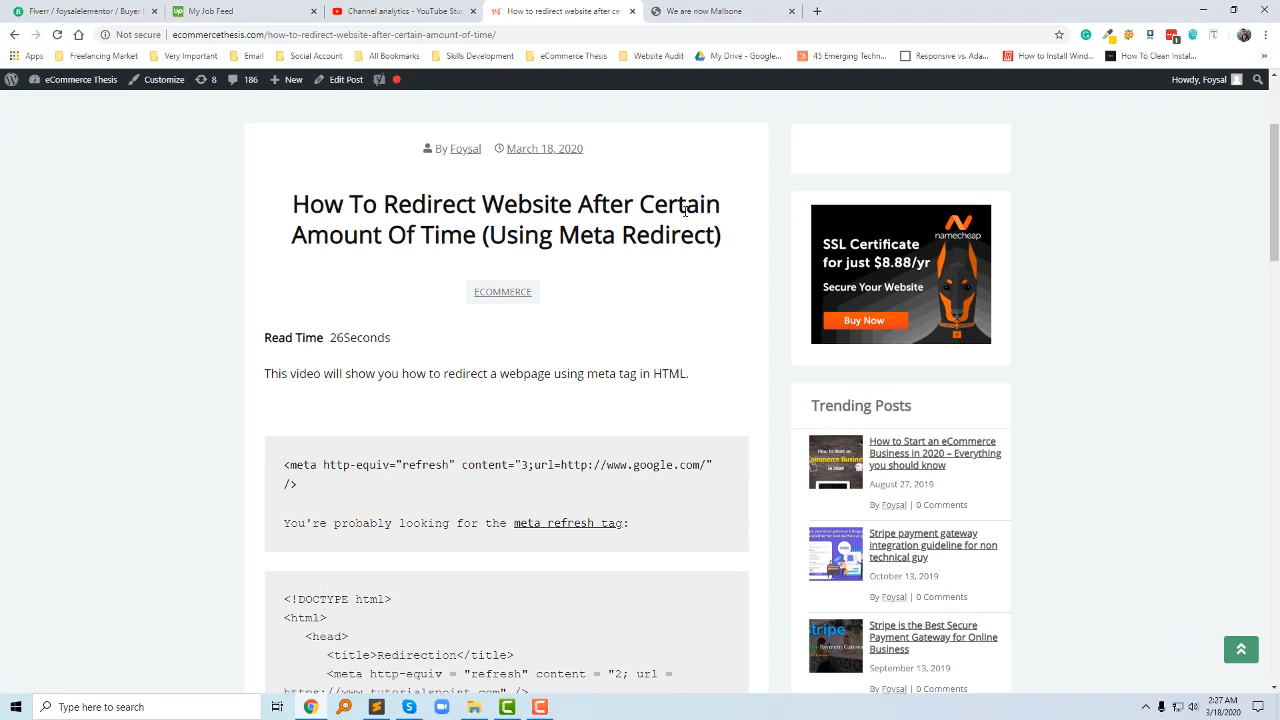 Fiverr / foysalelementor / Buyer
My Job Feed
Channel analytics - YouTube Stu
How to redirect website after ce
We are now Mailone
Not secure | ecommercethesis.com/how-to-redirect-website-after-certain-amount-of-time/
Apps
Freelancing Market
Very Important
Email
Social Account
All Bookmarks
Skills Development
eCommerce Thesis
Website Audit
My Drive - Google...
45 Emerging Techn...
Responsive vs. Ada...
How to Install Wind...
How To Clean Instal...
eCommerce Thesis
Customize
8
186
New
Edit Post
Howdy, Foysal
By Foysal March 18, 2020
How To Redirect Website After Certain
Amount Of Time (Using Meta Redirect)
ECOMMERCE
Read Time 26Seconds
This video will show you how to redirect a webpage using meta tag in HTML.
<meta http-equiv="refresh" content="3;url=http://www.google.com/"
/>
You're probably looking for the meta refresh tag:
<!DOCTYPE html>
<html>
<head>
<title>Redirection</title>
<meta http-equiv = "refresh" content = "2; url =
https://www.tutorialspoint.com" />
namecheap
SSL Certificate
for just $8.88/yr
Secure Your Website
Buy Now
Trending Posts
How to Start an eCommerce
Business in 2020 – Everything
you should know
August 27, 2019
By Foysal | 0 Comments
Stripe payment gateway
integration guideline for non
technical guy
October 13, 2019
By Foysal | 0 Comments
Stripe is the Best Secure
Payment Gateway for Online
Business
September 13, 2019
By Foysal | 0 Comments
Type here to search
2:27 AM
3/18/2020